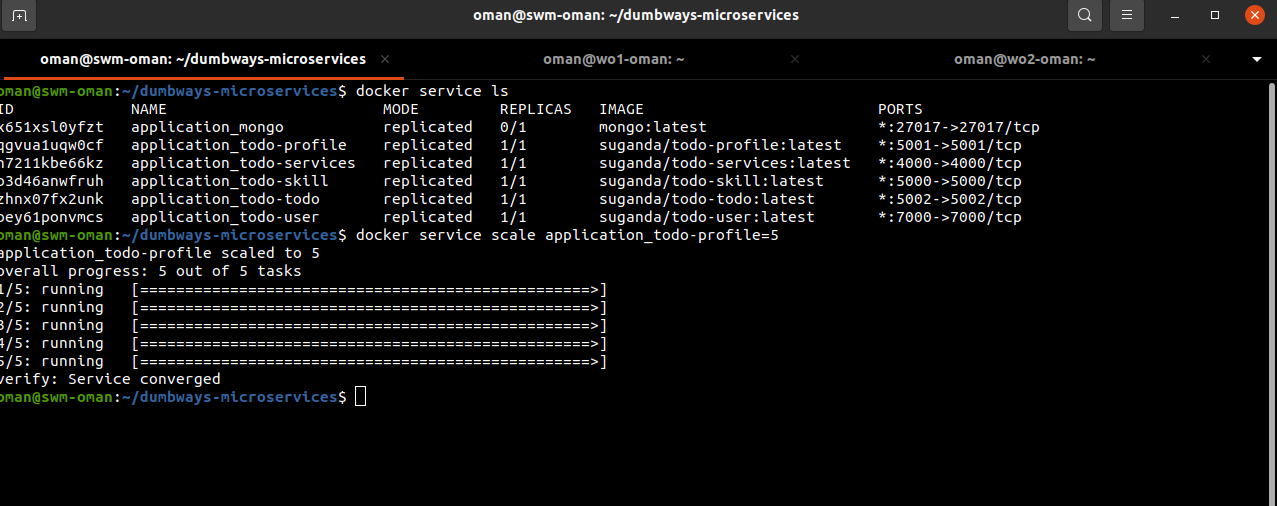 oman@swm-oman: ~/dumbways-microservices
oman@swm-oman: ~/dumbways-microservices × oman@wo1-oman: ~ × oman@wo2-oman: ~ ×
oman@swm-oman:~/dumbways-microservices$ docker service ls
ID NAME MODE REPLICAS IMAGE PORTS
x651xsl0yfzt application_mongo replicated 0/1 mongo:latest *:27017->27017/tcp
qgvua1uqw0cf application_todo-profile replicated 1/1 suganda/todo-profile:latest *:5001->5001/tcp
n7211kbe66kz application_todo-services replicated 1/1 suganda/todo-services:latest *:4000->4000/tcp
o3d46anwfruh application_todo-skill replicated 1/1 suganda/todo-skill:latest *:5000->5000/tcp
zhnx07fx2unk application_todo-todo replicated 1/1 suganda/todo-todo:latest *:5002->5002/tcp
application_todo-user replicated 1/1 suganda/todo-user:latest *:7000->7000/tcp
oman@swm-oman:~/dumbways-microservices$ docker service scale application_todo-profile=5
application_todo-profile scaled to 5
overall progress: 5 out of 5 tasks
1/5: running [==================================================>]
2/5: running [==================================================>]
3/5: running [==================================================>]
4/5: running [==================================================>]
5/5: running [==================================================>]
verify: Service converged
oman@swm-oman:~/dumbways-microservices$